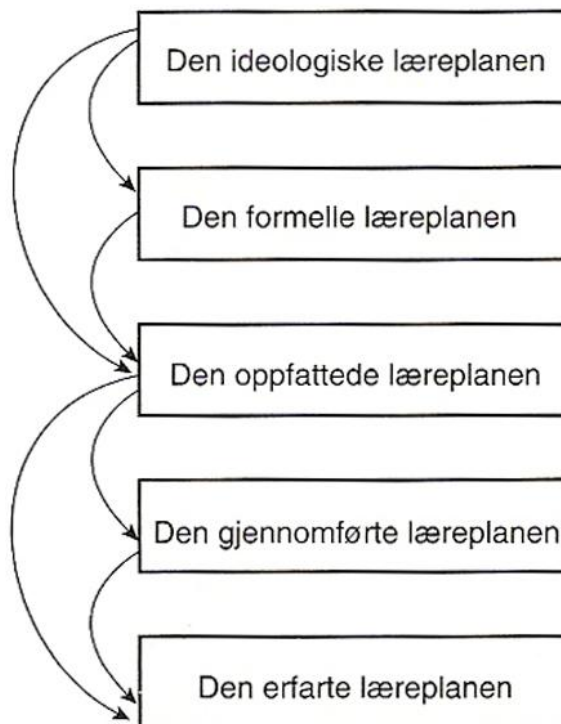 Den ideologiske læreplanen
Den formelle læreplanen
Den oppfattede læreplanen
Den gjennomførte læreplanen
Den erfarte læreplanen